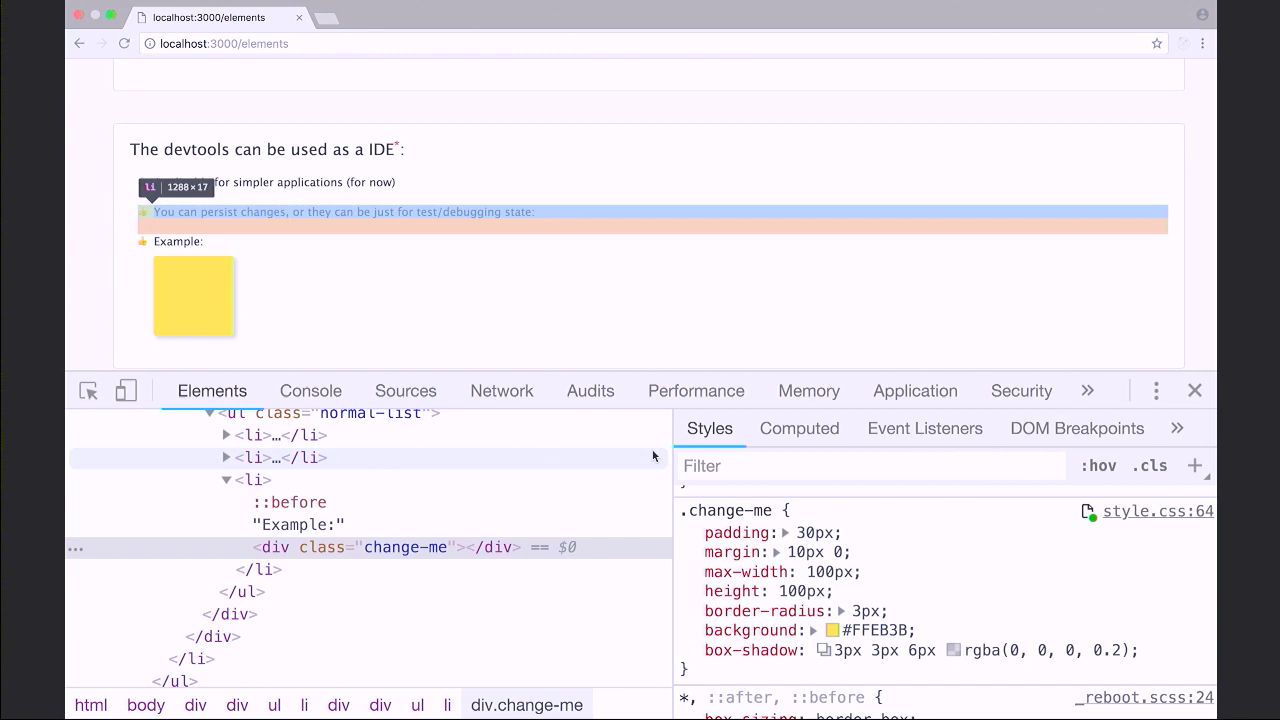 localhost:3000/elements
localhost:3000/elements
The devtools can be used as a IDE*:
for simpler applications (for now)
li 1288×17
You can persist changes, or they can be just for test/debugging state:
Example:
Elements Console Sources Network Audits Performance Memory Application Security
<ul class="normal-list">
<li>…</li>
<li>…</li>
<li>
::before
"Example:"
… <div class="change-me"></div> == $0
</li>
</ul>
</div>
</div>
</li>
</ul>
html body div div ul li div div ul li div.change-me
Styles Computed Event Listeners DOM Breakpoints
Filter :hov .cls
}
.change-me { style.css:64
padding: 30px;
margin: 10px 0;
max-width: 100px;
height: 100px;
border-radius: 3px;
background: #FFEB3B;
box-shadow: 3px 3px 6px rgba(0, 0, 0, 0.2);
}
*, ::after, ::before { _reboot.scss:24
box-sizing: border-box;